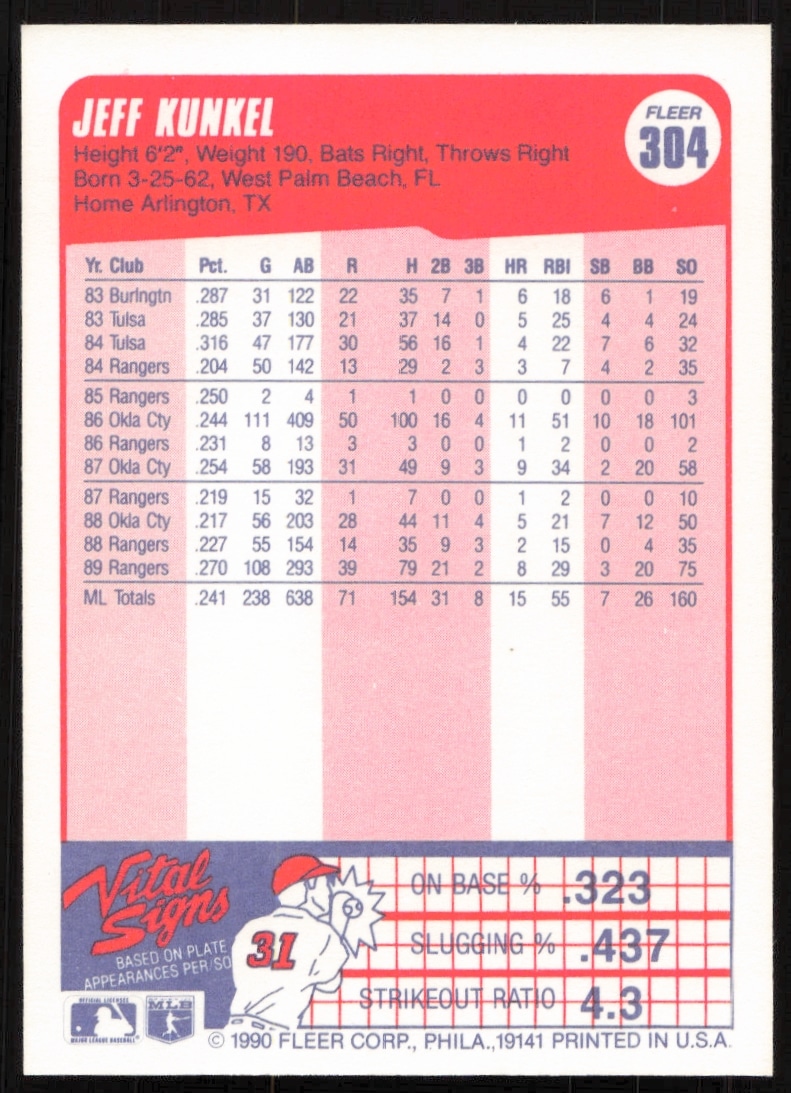 JEFF KUNKEL
FLEER
304
Height 6'2", Weight 190, Bats Right, Throws Right
Born 3-25-62, West Palm Beach, FL
Home Arlington, TX
Yr. Club Pct. G AB R H 2B 3B HR RBI SB BB SO
83 Burlngtn .287 31 122 22 35 7 1 6 18 6 1 19
83 Tulsa .285 37 130 21 37 14 0 5 25 4 4 24
84 Tulsa .316 47 177 30 56 16 1 4 22 7 6 32
84 Rangers .204 50 142 13 29 2 3 3 7 4 2 35
85 Rangers .250 2 4 1 1 0 0 0 0 0 0 3
86 Okla Cty .244 111 409 50 100 16 4 11 51 10 18 101
86 Rangers .231 8 13 3 3 0 0 1 2 0 0 2
87 Okla Cty .254 58 193 31 49 9 3 9 34 2 20 58
87 Rangers .219 15 32 1 7 0 0 1 2 0 0 10
88 Okla Cty .217 56 203 28 44 11 4 5 21 7 12 50
88 Rangers .227 55 154 14 35 9 3 2 15 0 4 35
89 Rangers .270 108 293 39 79 21 2 8 29 3 20 75
ML Totals .241 238 638 71 154 31 8 15 55 7 26 160
Vital
Signs
BASED ON PLATE
APPEARANCES PER/SO
31
ON BASE % .323
SLUGGING % .437
STRIKEOUT RATIO 4.3
OFFICIAL LICENSEE
MAJOR LEAGUE BASEBALL
MLB
© 1990 FLEER CORP., PHILA., 19141 PRINTED IN U.S.A.